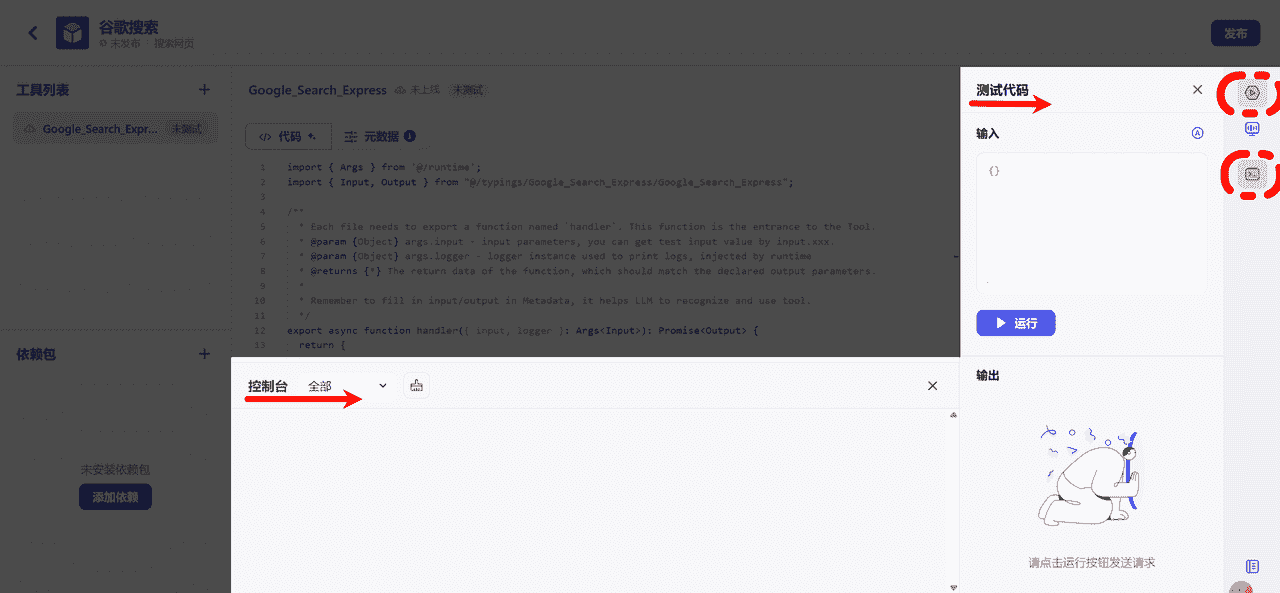 谷歌搜索
未发布 搜索网页
发布
工具列表
Google_Search_Expr... 未测试
依赖包
未安装依赖包
添加依赖
Google_Search_Express 未上线 未测试
代码
元数据
1 import { Args } from '@/runtime';
2 import { Input, Output } from "@/typings/Google_Search_Express/Google_Search_Express";
3
4 /**
5 * Each file needs to export a function named `handler`. This function is the entrance to the Tool.
6 * @param {Object} args.input - input parameters, you can get test input value by input.xxx.
7 * @param {Object} args.logger - logger instance used to print logs, injected by runtime
8 * @returns {*} The return data of the function, which should match the declared output parameters.
9 *
10 * Remember to fill in input/output in Metadata, it helps LLM to recognize and use tool.
11 */
12 export async function handler({ input, logger }: Args<Input>): Promise<Output> {
13 return {
控制台 全部
测试代码
输入
{}
运行
输出
请点击运行按钮发送请求